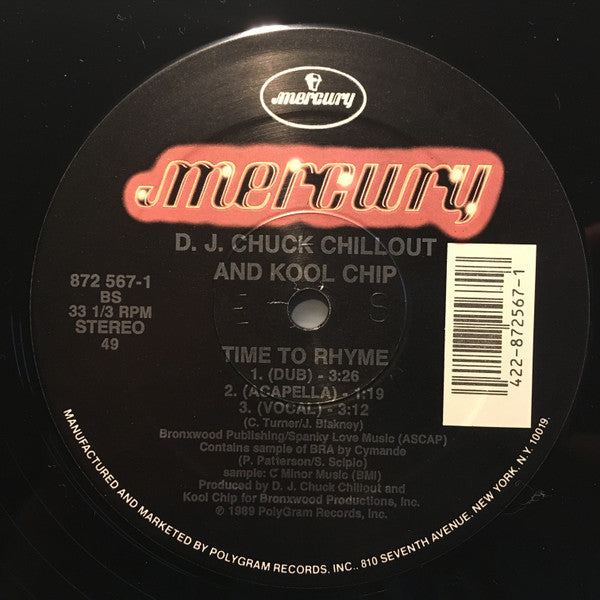 mercury
mercury
D. J. CHUCK CHILLOUT
AND KOOL CHIP
872 567-1
BS
33 1/3 RPM
STEREO
49
422-872567-1
TIME TO RHYME
1. (DUB) - 3:26
2. (ACAPELLA) - 1:19
3. (VOCAL) - 3:12
(C. Turner/J. Blakney)
Bronxwood Publishing/Spanky Love Music (ASCAP)
Contains sample of BRA by Cymande
(P. Patterson/S. Scipio)
sample: C Minor Music (BMI)
Produced by D. J. Chuck Chillout and
Kool Chip for Bronxwood Productions, Inc.
℗ 1989 PolyGram Records, Inc.
MANUFACTURED AND MARKETED BY POLYGRAM RECORDS, INC., 810 SEVENTH AVENUE, NEW YORK, N.Y. 10019.